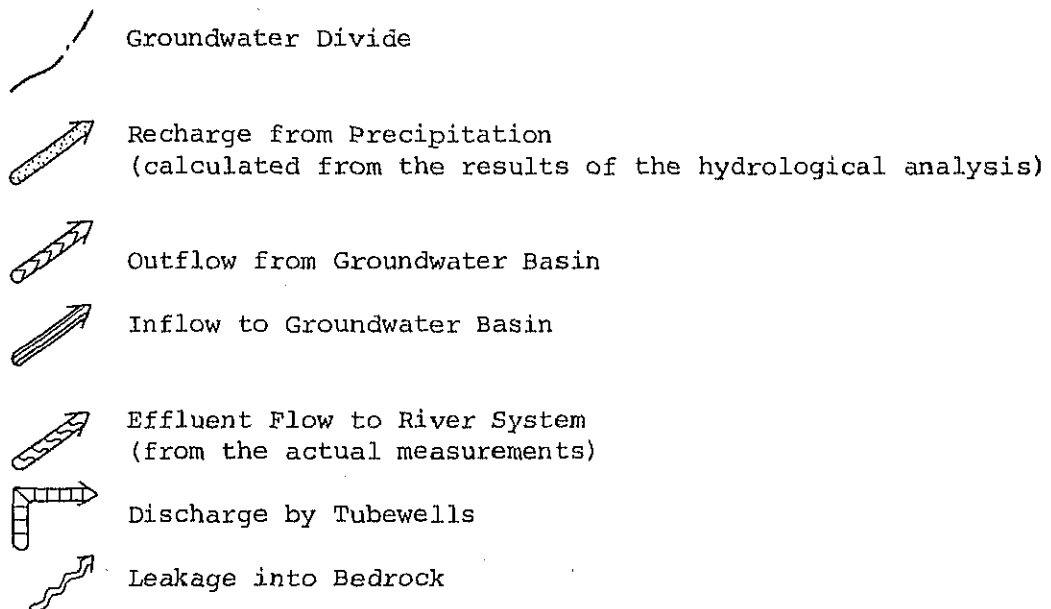 Groundwater Divide
Recharge from Precipitation
(calculated from the results of the hydrological analysis)
Outflow from Groundwater Basin
Inflow to Groundwater Basin
Effluent Flow to River System
(from the actual measurements)
Discharge by Tubewells
Leakage into Bedrock